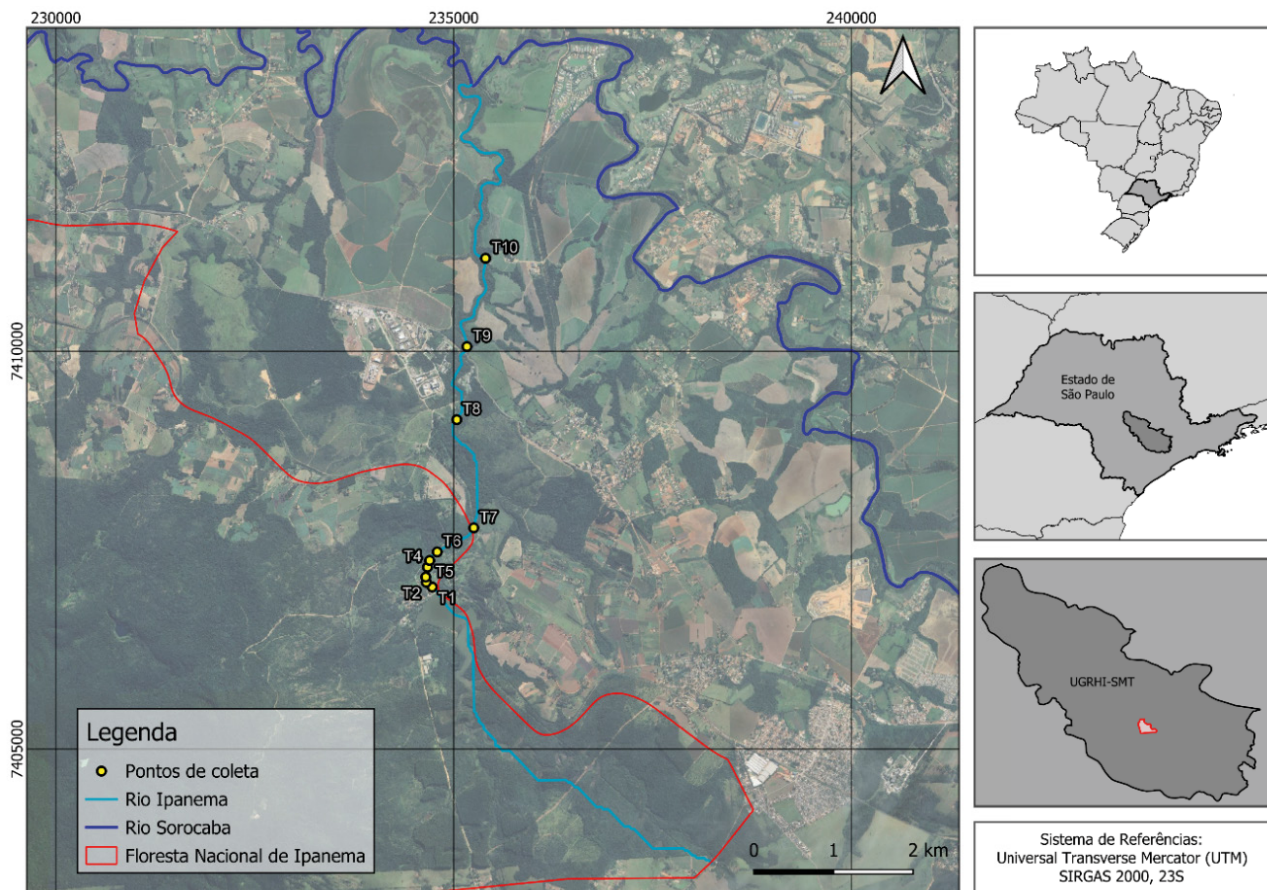 230000
235000
240000
7410000
7405000
T10
T9
T8
T7
T6
T4
T5
T2
T1
Legenda
Pontos de coleta
Rio Ipanema
Rio Sorocaba
Floresta Nacional de Ipanema
0 1 2 km
Estado de
São Paulo
UGRHI-SMT
Sistema de Referências:
Universal Transverse Mercator (UTM)
SIRGAS 2000, 23S